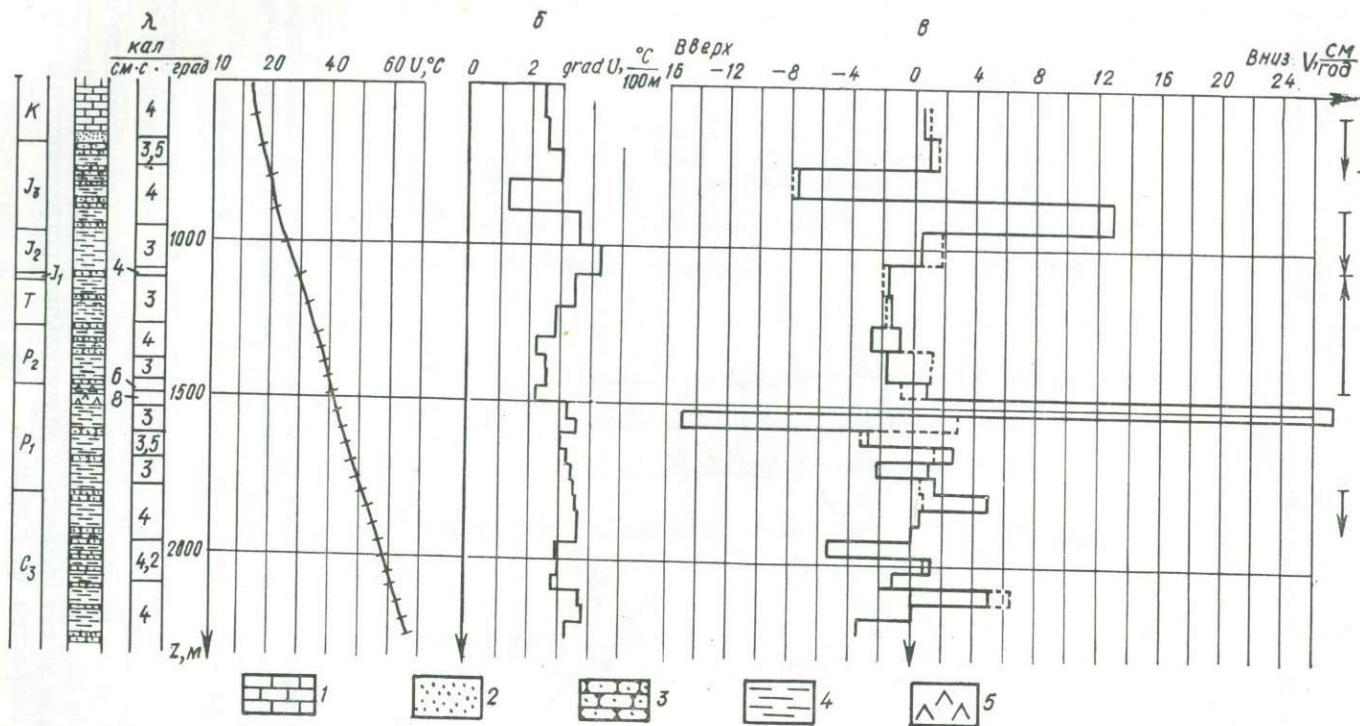 λ
кал
см·с·град
б
в
10 20 40 60 U,°C
0 2 grad U, °C
100м
Вверх
16 -12 -8 -4 0 4 8 12 16 20 24
Вниз V, см
год
K
J₃
J₂
J₁
T
P₂
P₁
C₃
4
3,5
4
3
4
3
4
3
6
8
3
3,5
3
4
4,2
4
1000
1500
2000
Z,м
1
2
3
4
5